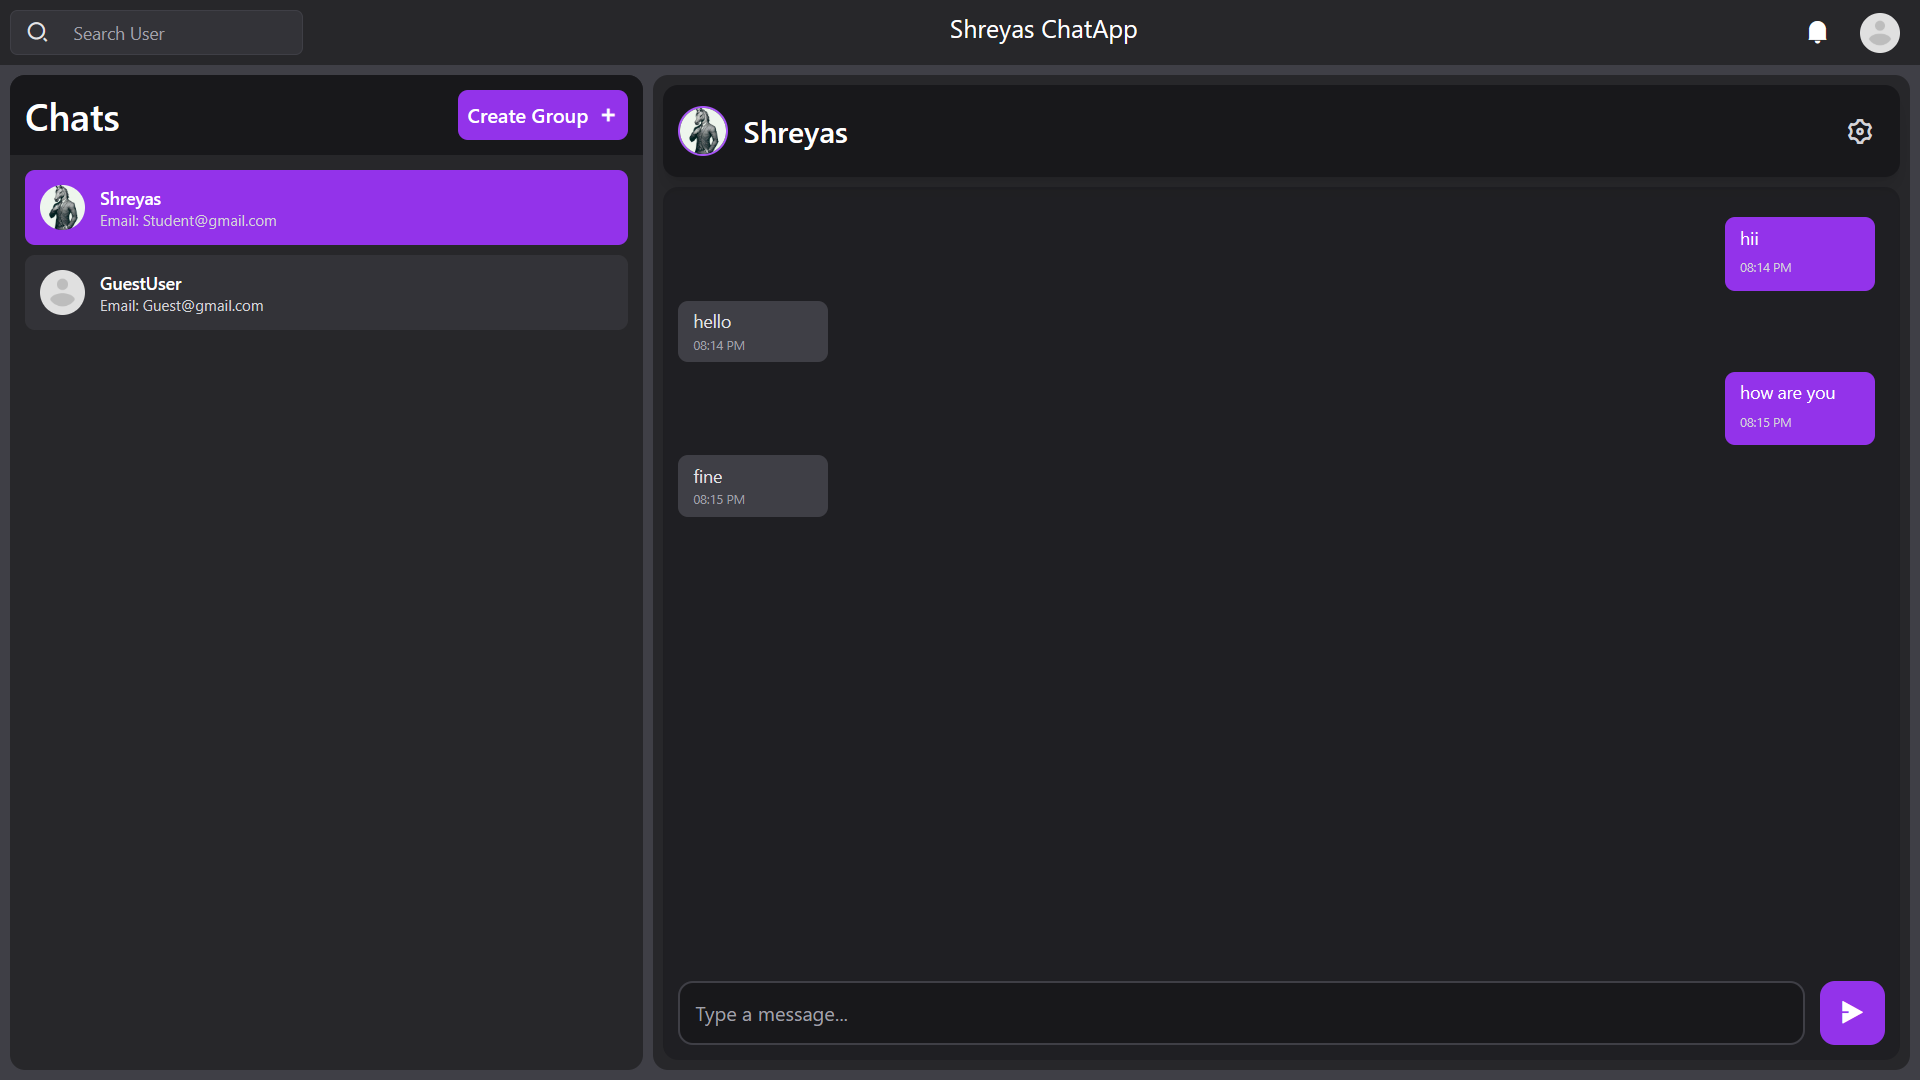 Search User
Shreyas ChatApp
Chats
Create Group +
Shreyas
Email: Student@gmail.com
GuestUser
Email: Guest@gmail.com
Shreyas
hii
08:14 PM
hello
08:14 PM
how are you
08:15 PM
fine
08:15 PM
Type a message...